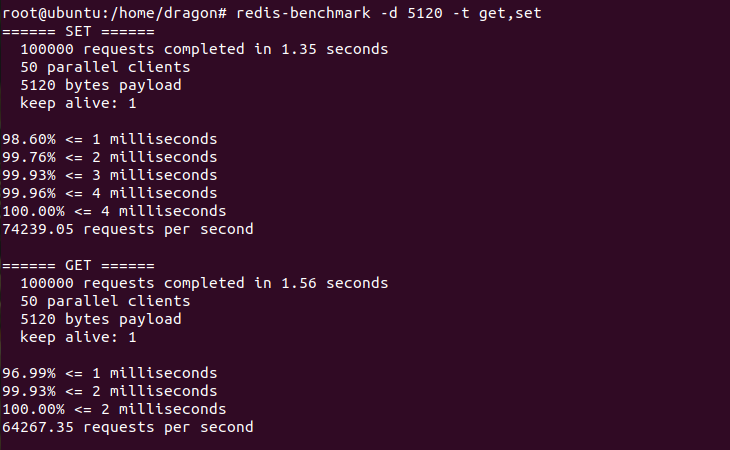 root@ubuntu:/home/dragon# redis-benchmark -d 5120 -t get,set
====== SET ======
  100000 requests completed in 1.35 seconds
  50 parallel clients
  5120 bytes payload
  keep alive: 1

98.60% <= 1 milliseconds
99.76% <= 2 milliseconds
99.93% <= 3 milliseconds
99.96% <= 4 milliseconds
100.00% <= 4 milliseconds
74239.05 requests per second

====== GET ======
  100000 requests completed in 1.56 seconds
  50 parallel clients
  5120 bytes payload
  keep alive: 1

96.99% <= 1 milliseconds
99.93% <= 2 milliseconds
100.00% <= 2 milliseconds
64267.35 requests per second